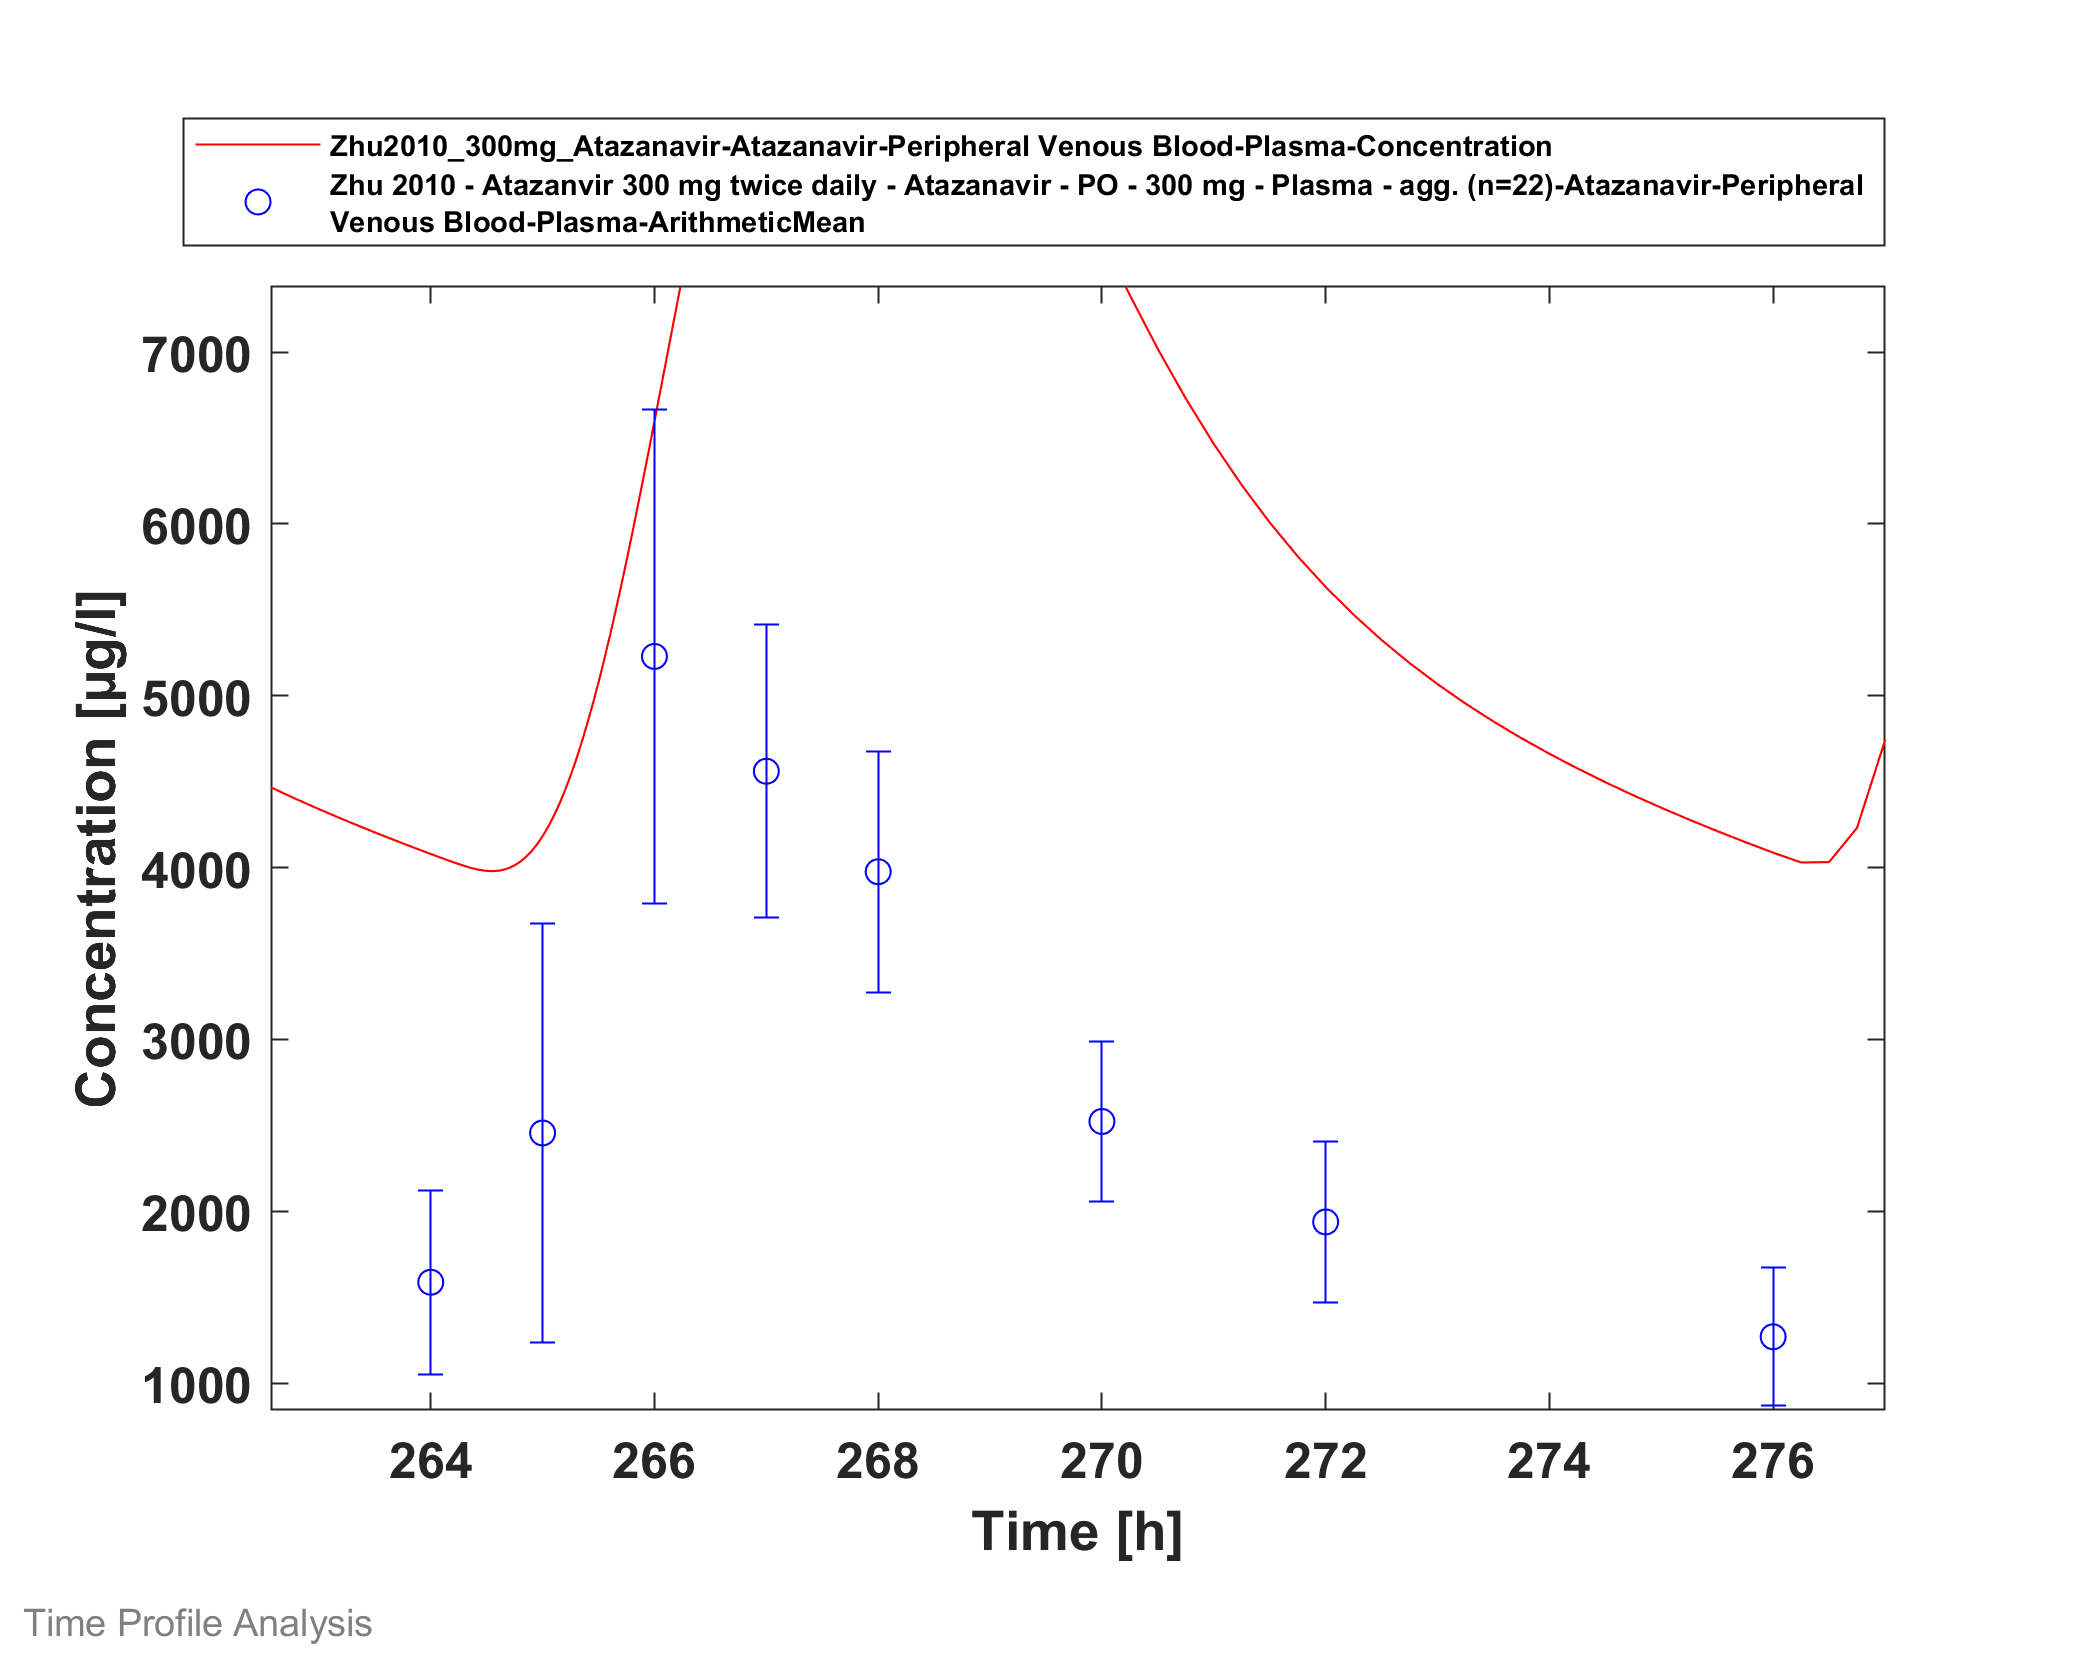 Zhu2010_300mg_Atazanavir-Atazanavir-Peripheral Venous Blood-Plasma-Concentration
Zhu 2010 - Atazanvir 300 mg twice daily - Atazanavir - PO - 300 mg - Plasma - agg. (n=22)-Atazanavir-Peripheral
Venous Blood-Plasma-ArithmeticMean
7000
6000
5000
4000
3000
2000
1000
Concentration [µg/l]
264 266 268 270 272 274 276
Time [h]
Time Profile Analysis